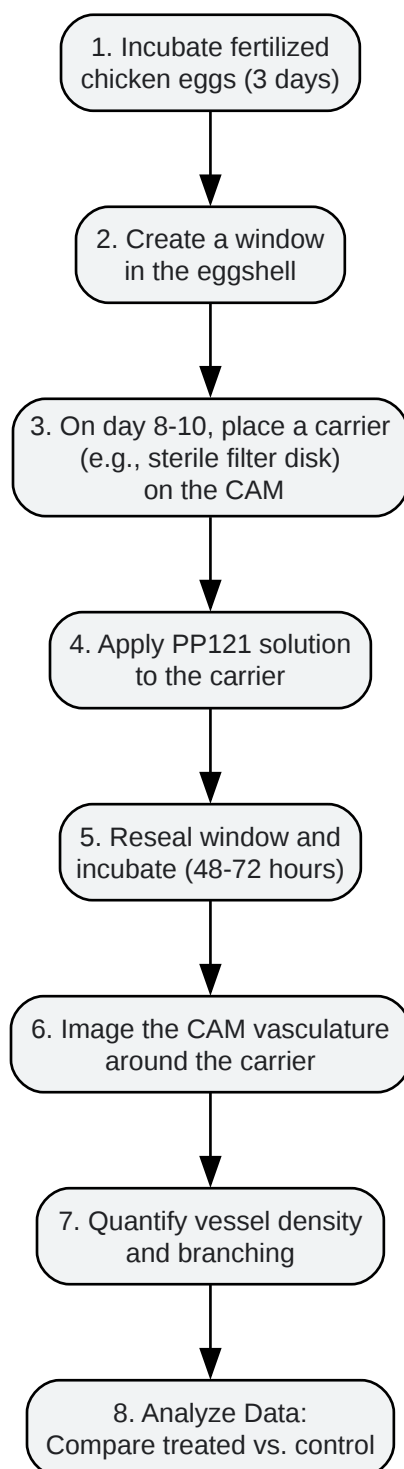 1. Incubate fertilized
chicken eggs (3 days)
2. Create a window
in the eggshell
3. On day 8-10, place a carrier
(e.g., sterile filter disk)
on the CAM
4. Apply PP121 solution
to the carrier
5. Reseal window and
incubate (48-72 hours)
6. Image the CAM vasculature
around the carrier
7. Quantify vessel density
and branching
8. Analyze Data:
Compare treated vs. control